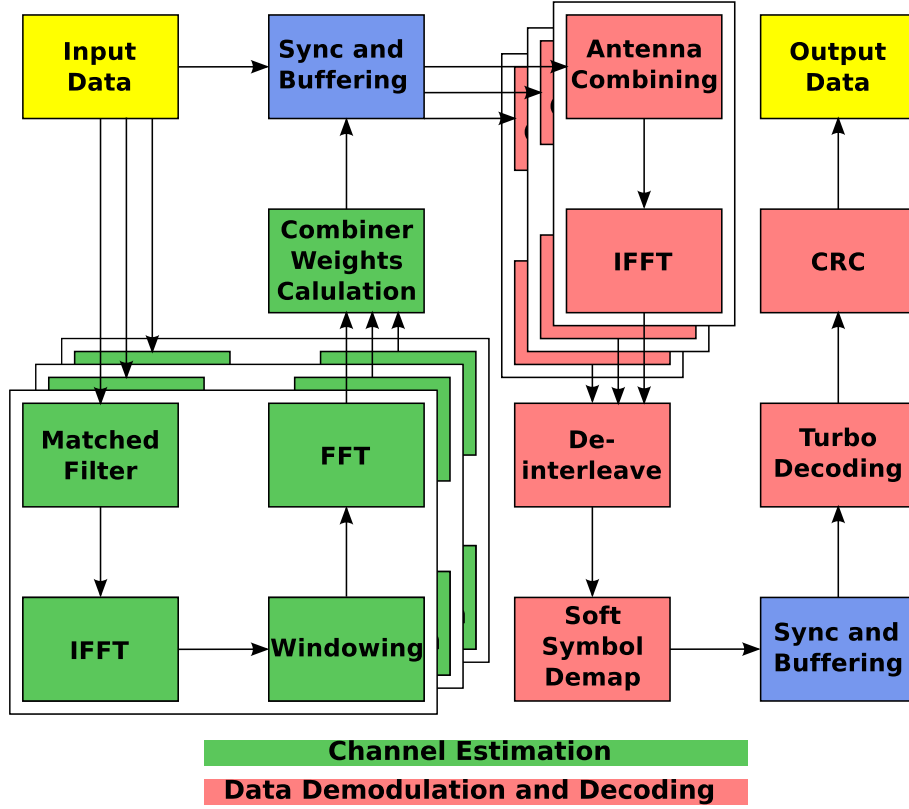 Input
Data
Sync and
Buffering
Antenna
Combining
Output
Data
Combiner
Weights
Calulation
IFFT
CRC
Matched
Filter
FFT
De-
interleave
Turbo
Decoding
IFFT
Windowing
Soft
Symbol
Demap
Sync and
Buffering
Channel Estimation
Data Demodulation and Decoding